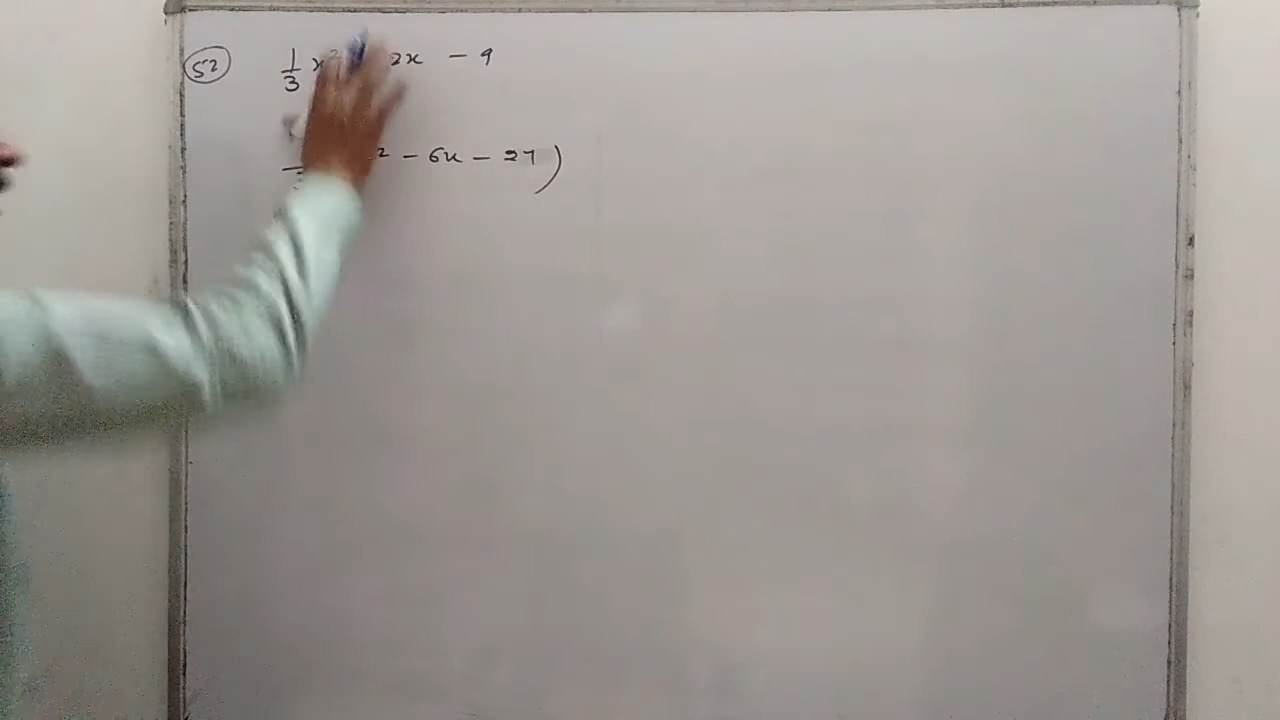 52 1/3 x² 2x - 9
² - 6x - 27)